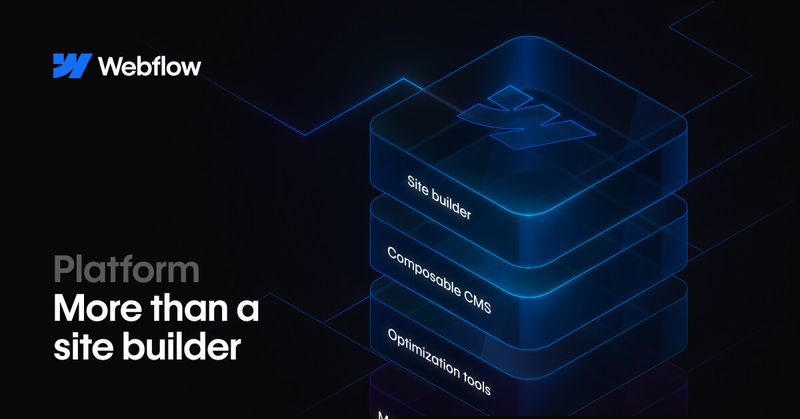 Webflow
Platform
More than a
site builder
Site builder
Composable CMS
Optimization tools